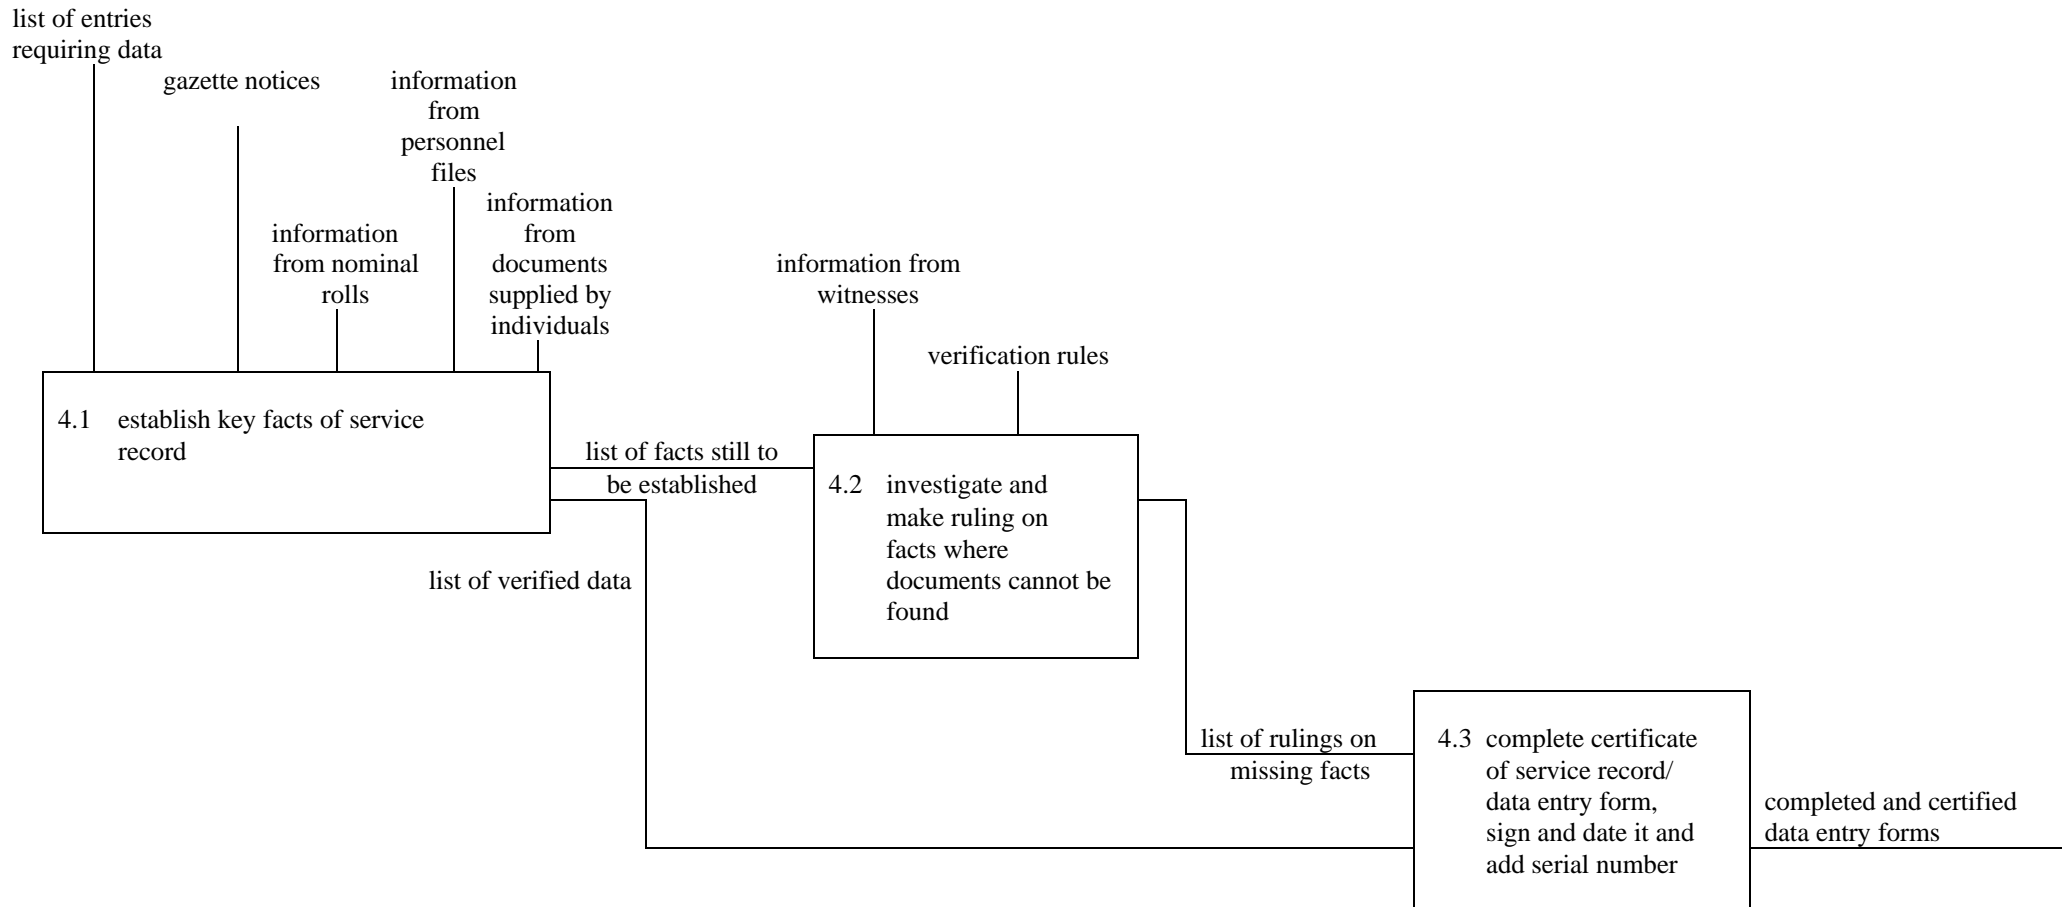 list of entries
requiring data
gazette notices
information
from
personnel
files
information
from
documents
supplied by
individuals
information
from nominal
rolls
information from
witnesses
verification rules
4.1 establish key facts of service
record
list of facts still to
be established
4.2 investigate and
make ruling on
facts where
documents cannot be
found
list of verified data
list of rulings on
missing facts
4.3 complete certificate
of service record/
data entry form,
sign and date it and
add serial number
completed and certified
data entry forms